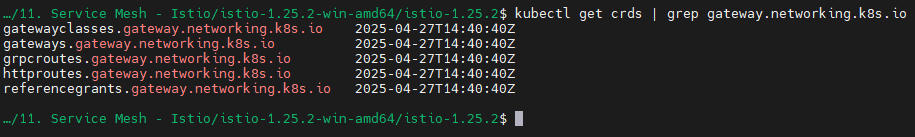 …/11. Service Mesh - Istio/istio-1.25.2-win-amd64/istio-1.25.2$ kubectl get crds | grep gateway.networking.k8s.io
gatewayclasses.gateway.networking.k8s.io    2025-04-27T14:40:40Z
gateways.gateway.networking.k8s.io          2025-04-27T14:40:40Z
grpcroutes.gateway.networking.k8s.io        2025-04-27T14:40:40Z
httproutes.gateway.networking.k8s.io        2025-04-27T14:40:40Z
referencegrants.gateway.networking.k8s.io   2025-04-27T14:40:40Z
…/11. Service Mesh - Istio/istio-1.25.2-win-amd64/istio-1.25.2$